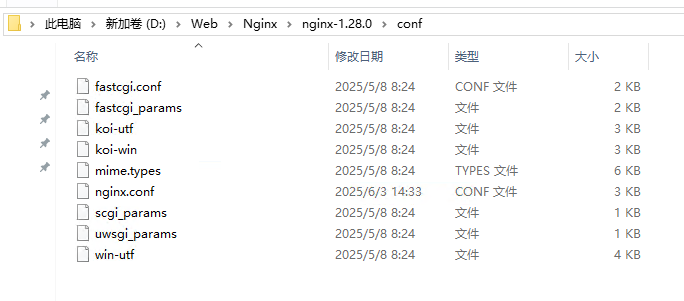 此电脑 > 新加卷 (D:) > Web > Nginx > nginx-1.28.0 > conf
名称 修改日期 类型 大小
fastcgi.conf 2025/5/8 8:24 CONF 文件 2 KB
fastcgi_params 2025/5/8 8:24 文件 2 KB
koi-utf 2025/5/8 8:24 文件 3 KB
koi-win 2025/5/8 8:24 文件 3 KB
mime.types 2025/5/8 8:24 TYPES 文件 6 KB
nginx.conf 2025/6/3 14:33 CONF 文件 3 KB
scgi_params 2025/5/8 8:24 文件 1 KB
uwsgi_params 2025/5/8 8:24 文件 1 KB
win-utf 2025/5/8 8:24 文件 4 KB